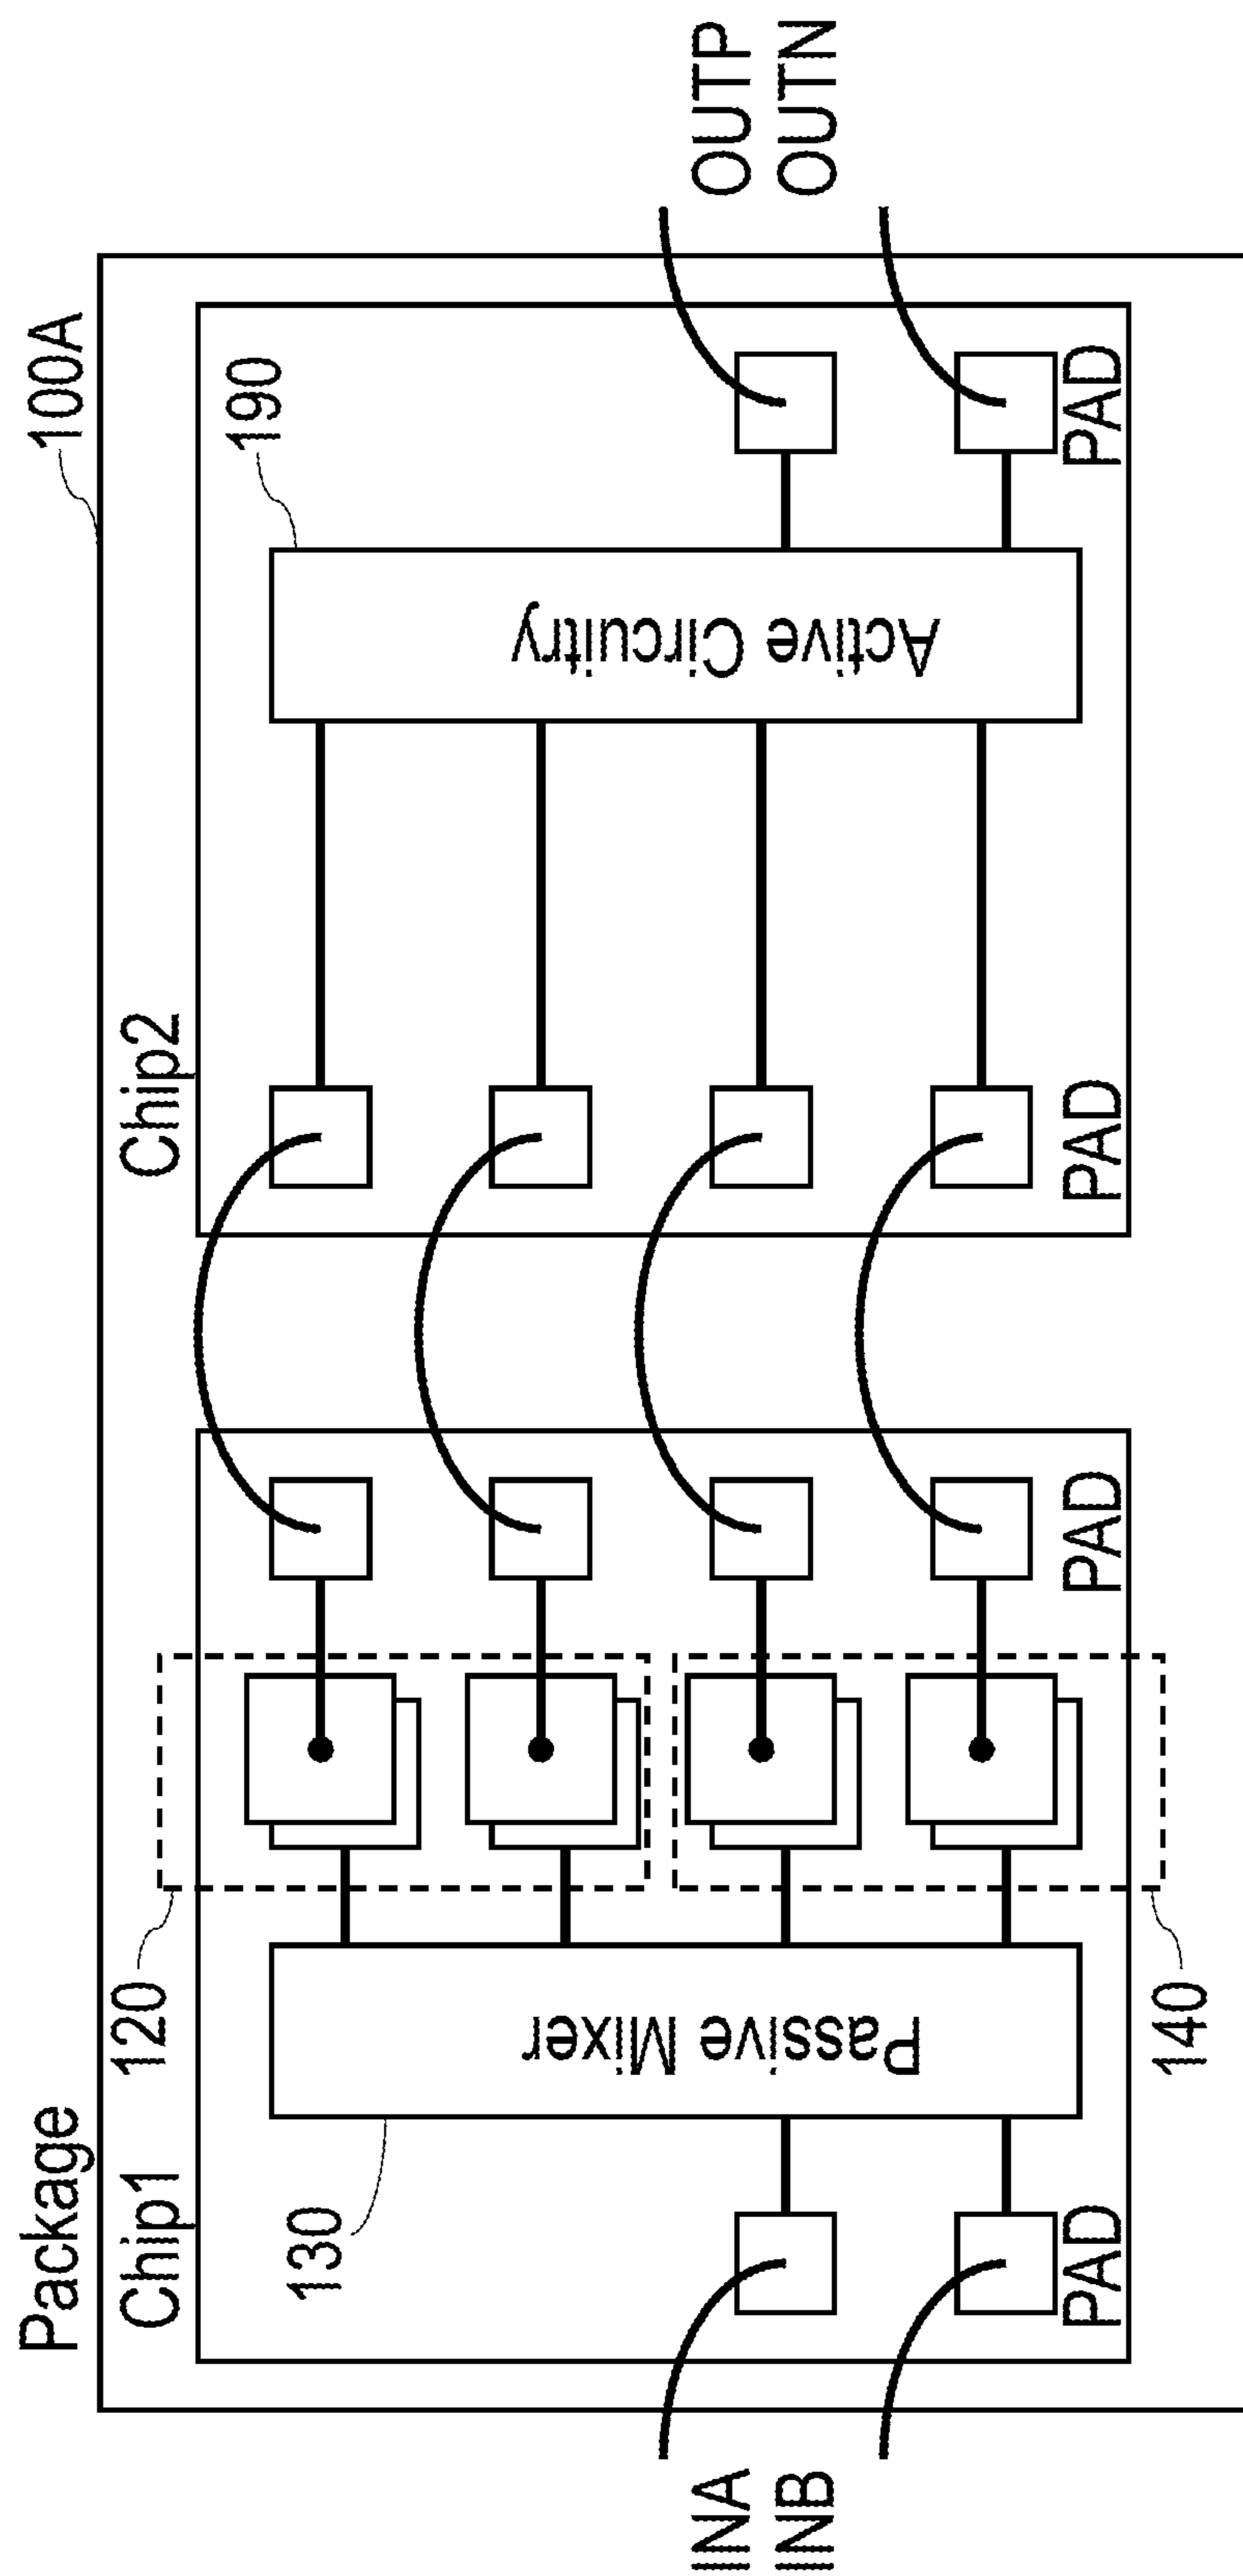 Package
100A
Chip1
Chip2
120
190
130
Passive Mixer
Active Circuitry
INA
INB
OUTP
OUTN
PAD
PAD
PAD
PAD
140